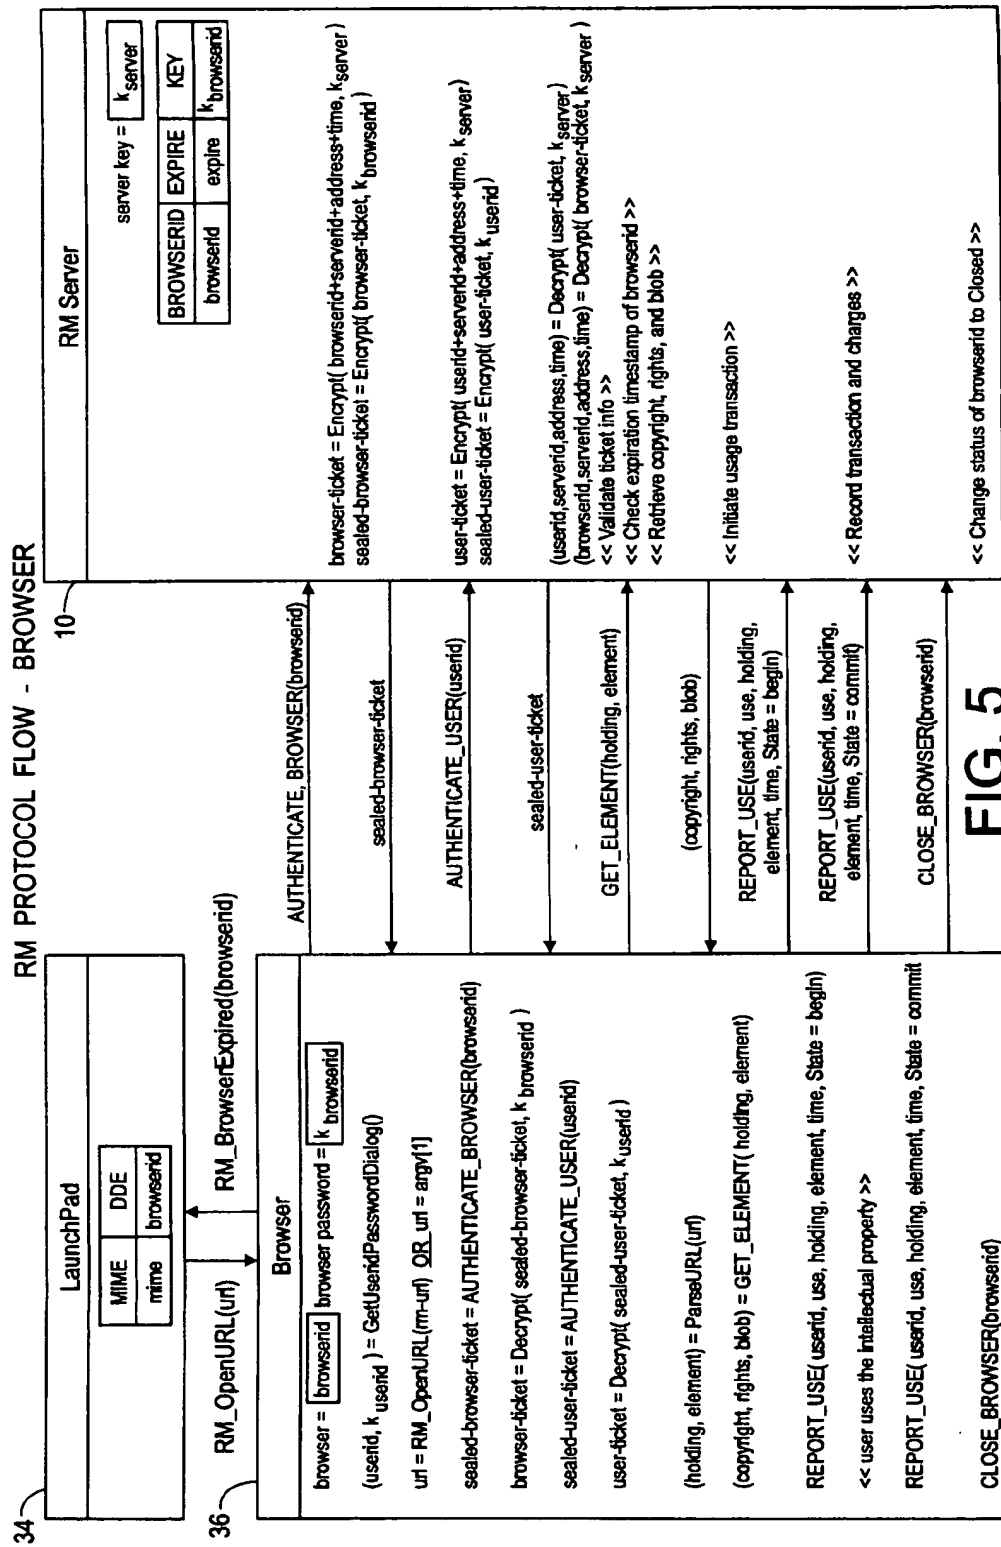 RM PROTOCOL FLOW - BROWSER
34
LaunchPad
MIME DDE
mime browserid
RM_OpenURL(url)
RM_BrowserExpired(browserid)
36
Browser
browser = browserid browser password = k browserid
(userid, k userid ) = GetUseridPasswordDialog()
url = RM_OpenURL(rm-url) OR url = argv[1]
sealed-browser-ticket = AUTHENTICATE_BROWSER(browserid)
browser-ticket = Decrypt( sealed-browser-ticket, k browserid )
sealed-user-ticket = AUTHENTICATE_USER(userid)
user-ticket = Decrypt( sealed-user-ticket, k userid )
(holding, element) = ParseURL(url)
(copyright, rights, blob) = GET_ELEMENT( holding, element)
REPORT_USE( userid, use, holding, element, time, State = begin)
<< user uses the intellectual property >>
REPORT_USE( userid, use, holding, element, time, State = commit
CLOSE_BROWSER(browserid)
AUTHENTICATE_BROWSER(browserid)
sealed-browser-ticket
AUTHENTICATE_USER(userid)
sealed-user-ticket
GET_ELEMENT(holding, element)
(copyright, rights, blob)
REPORT_USE(userid, use, holding,
element, time, State = begin)
REPORT_USE(userid, use, holding,
element, time, State = commit)
CLOSE_BROWSER(browserid)
10
RM Server
server key = k server
BROWSERID EXPIRE KEY
browserid expire k browserid
browser-ticket = Encrypt( browserid+serverid+address+time, k server )
sealed-browser-ticket = Encrypt( browser-ticket, k browserid )
user-ticket = Encrypt( userid+serverid+address+time, k server )
sealed-user-ticket = Encrypt( user-ticket, k userid )
(userid,serverid,address,time) = Decrypt( user-ticket, k server )
(browserid,serverid,address,time) = Decrypt( browser-ticket, k server )
<< Validate ticket info >>
<< Check expiration timestamp of browserid >>
<< Retrieve copyright, rights, and blob >>
<< Initiate usage transaction >>
<< Record transaction and charges >>
<< Change status of browserid to Closed >>
FIG. 5